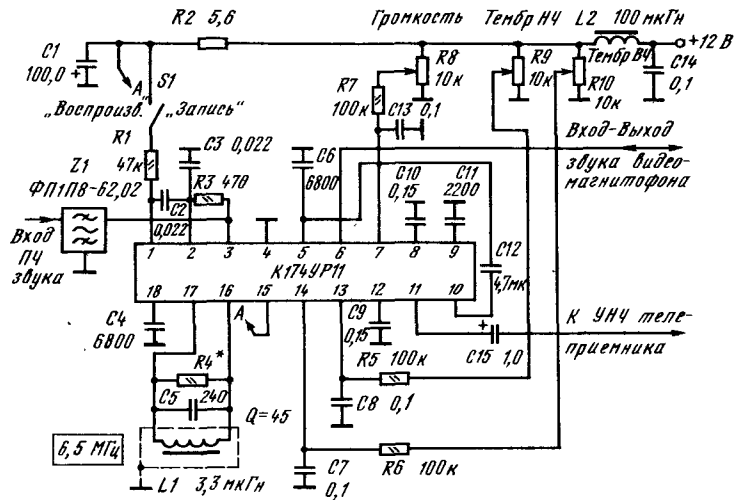 R2 5,6
Громкость
Тембр НЧ
L2 100 мкГн
+12 В
C1
100,0 +
A
S1
„Воспроизв.“
„Запись“
R8
10к
R9
10к
Тембр ВЧ
R10
10к
C14
0,1
R7
100к
C13 0,1
R1
47к
C3 0,022
C6
6800
Вход-Выход
звука видео-
магнитофона
Z1
ФП1П8-62,02
R3 470
C2
0,022
C10
0,15
C11
2200
C12
4,7мк
Вход
ПЧ
звука
1 2 3 4 5 6 7 8 9
К174УР11
18 17 16 15 14 13 12 11 10
C4
6800
A
C9
0,15
+
C15 1,0
К УНЧ теле-
приемника
R4*
C5 240
R5 100к
C8 0,1
Q=45
6,5 МГц
L1 3,3 мкГн
C7
0,1
R6 100к